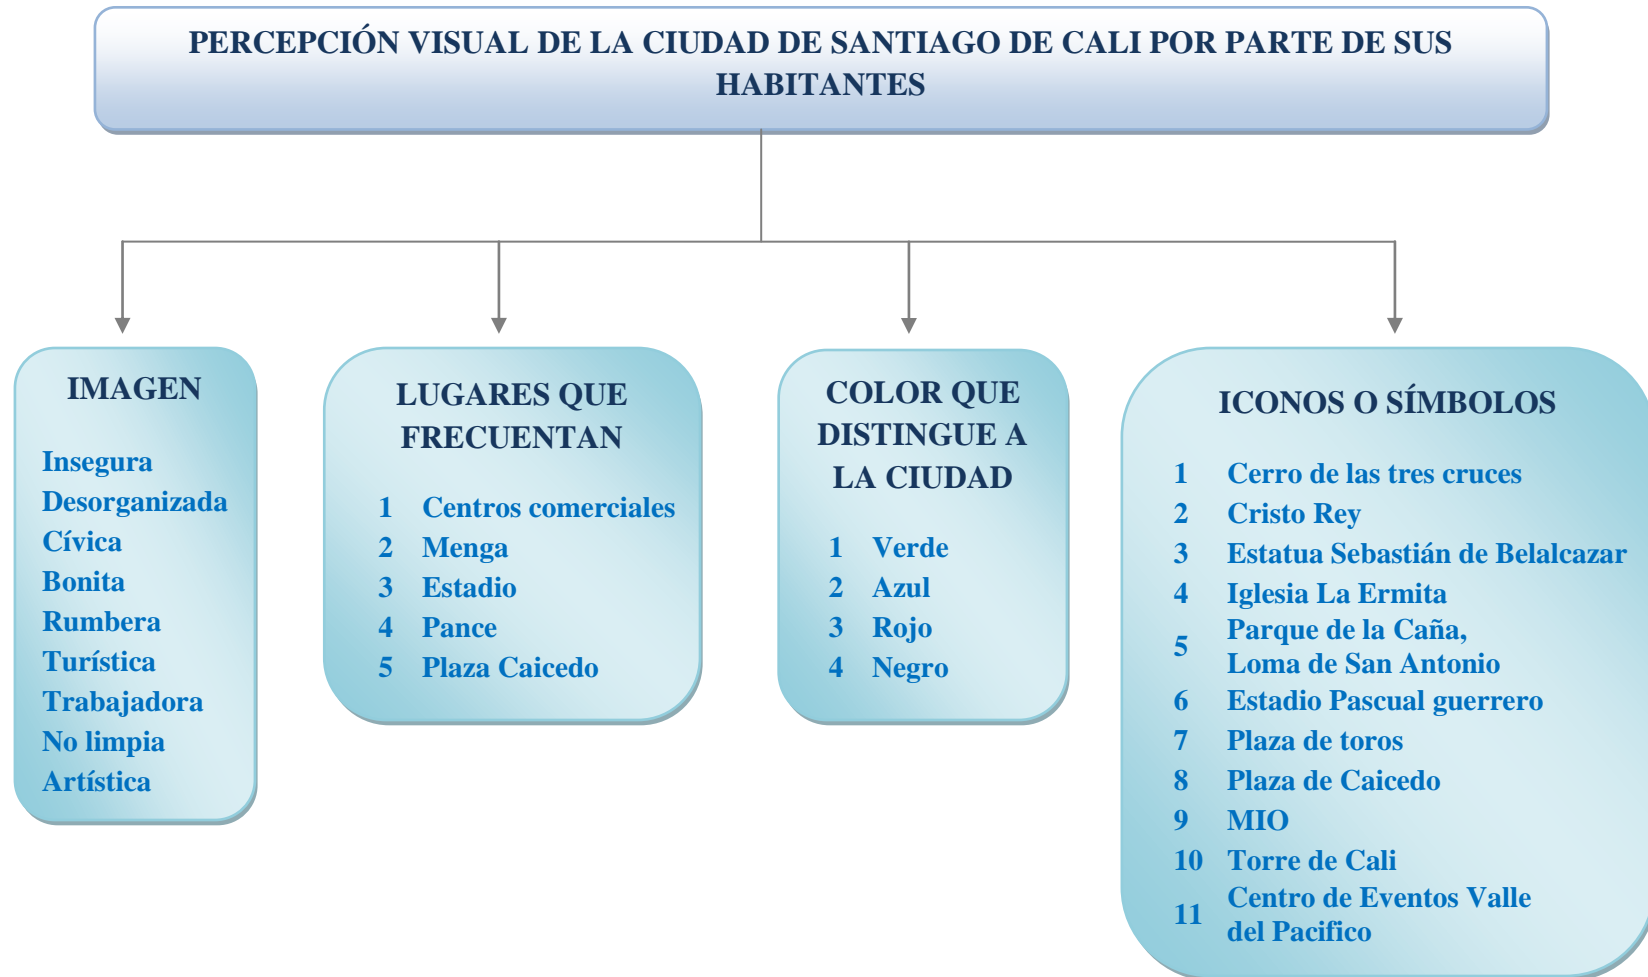 PERCEPCIÓN VISUAL DE LA CIUDAD DE SANTIAGO DE CALI POR PARTE DE SUS
HABITANTES
IMAGEN
Insegura
Desorganizada
Cívica
Bonita
Rumbera
Turística
Trabajadora
No limpia
Artística
LUGARES QUE
FRECUENTAN
1 Centros comerciales
2 Menga
3 Estadio
4 Pance
5 Plaza Caicedo
COLOR QUE
DISTINGUE A
LA CIUDAD
1 Verde
2 Azul
3 Rojo
4 Negro
ICONOS O SÍMBOLOS
1 Cerro de las tres cruces
2 Cristo Rey
3 Estatua Sebastián de Belalcazar
4 Iglesia La Ermita
5 Parque de la Caña,
Loma de San Antonio
6 Estadio Pascual guerrero
7 Plaza de toros
8 Plaza de Caicedo
9 MIO
10 Torre de Cali
11 Centro de Eventos Valle
del Pacifico